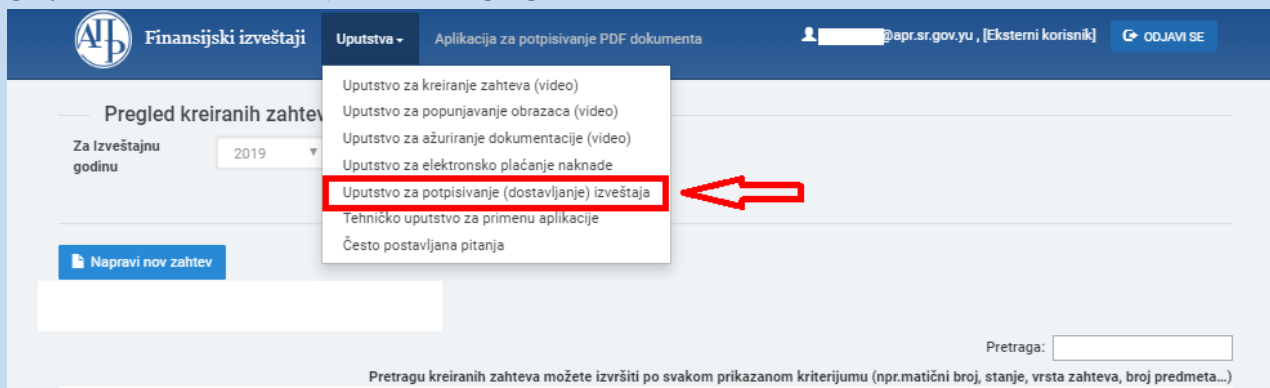 АПР Finansijski izveštaji Uputstva Aplikacija za potpisivanje PDF dokumenta @apr.sr.gov.yu , [Eksterni korisnik] ODJAVI SE
Uputstvo za kreiranje zahteva (video)
Pregled kreiranih zahtev
Uputstvo za popunjavanje obrazaca (video)
Za Izveštajnu
godinu
2019
Uputstvo za ažuriranje dokumentacije (video)
Uputstvo za elektronsko plaćanje naknade
Uputstvo za potpisivanje (dostavljanje) izveštaja
Tehničko uputstvo za primenu aplikacije
Često postavljana pitanja
Napravi nov zahtev
Pretraga:
Pretragu kreiranih zahteva možete izvršiti po svakom prikazanom kriterijumu (npr.matični broj, stanje, vrsta zahteva, broj predmeta...)